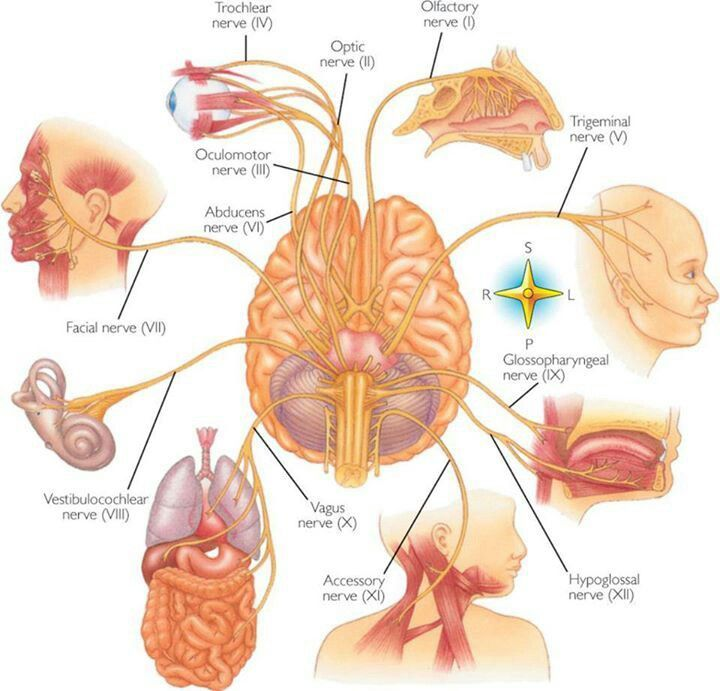 Trochlear
nerve (IV)
Olfactory
nerve (I)
Optic
nerve (II)
Trigeminal
nerve (V)
Oculomotor
nerve (III)
Abducens
nerve (VI)
S
R
L
P
Facial nerve (VII)
Glossopharyngeal
nerve (IX)
Vestibulocochlear
nerve (VIII)
Vagus
nerve (X)
Accessory
nerve (XI)
Hypoglossal
nerve (XII)